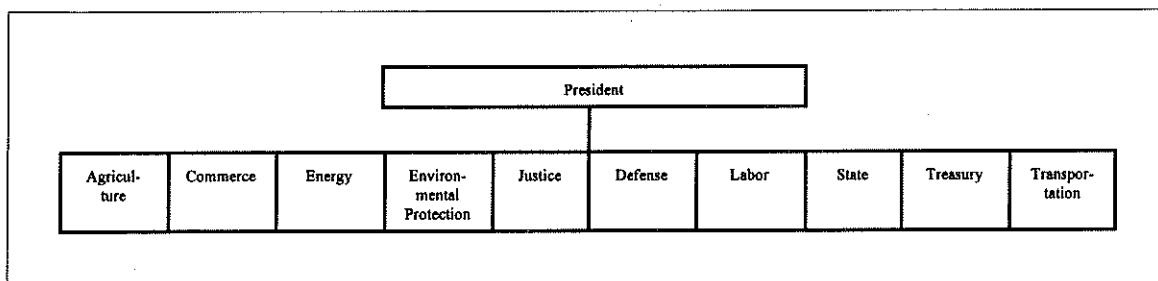 President
Agricul-
ture
Commerce
Energy
Environ-
mental
Protection
Justice
Defense
Labor
State
Treasury
Transpor-
tation